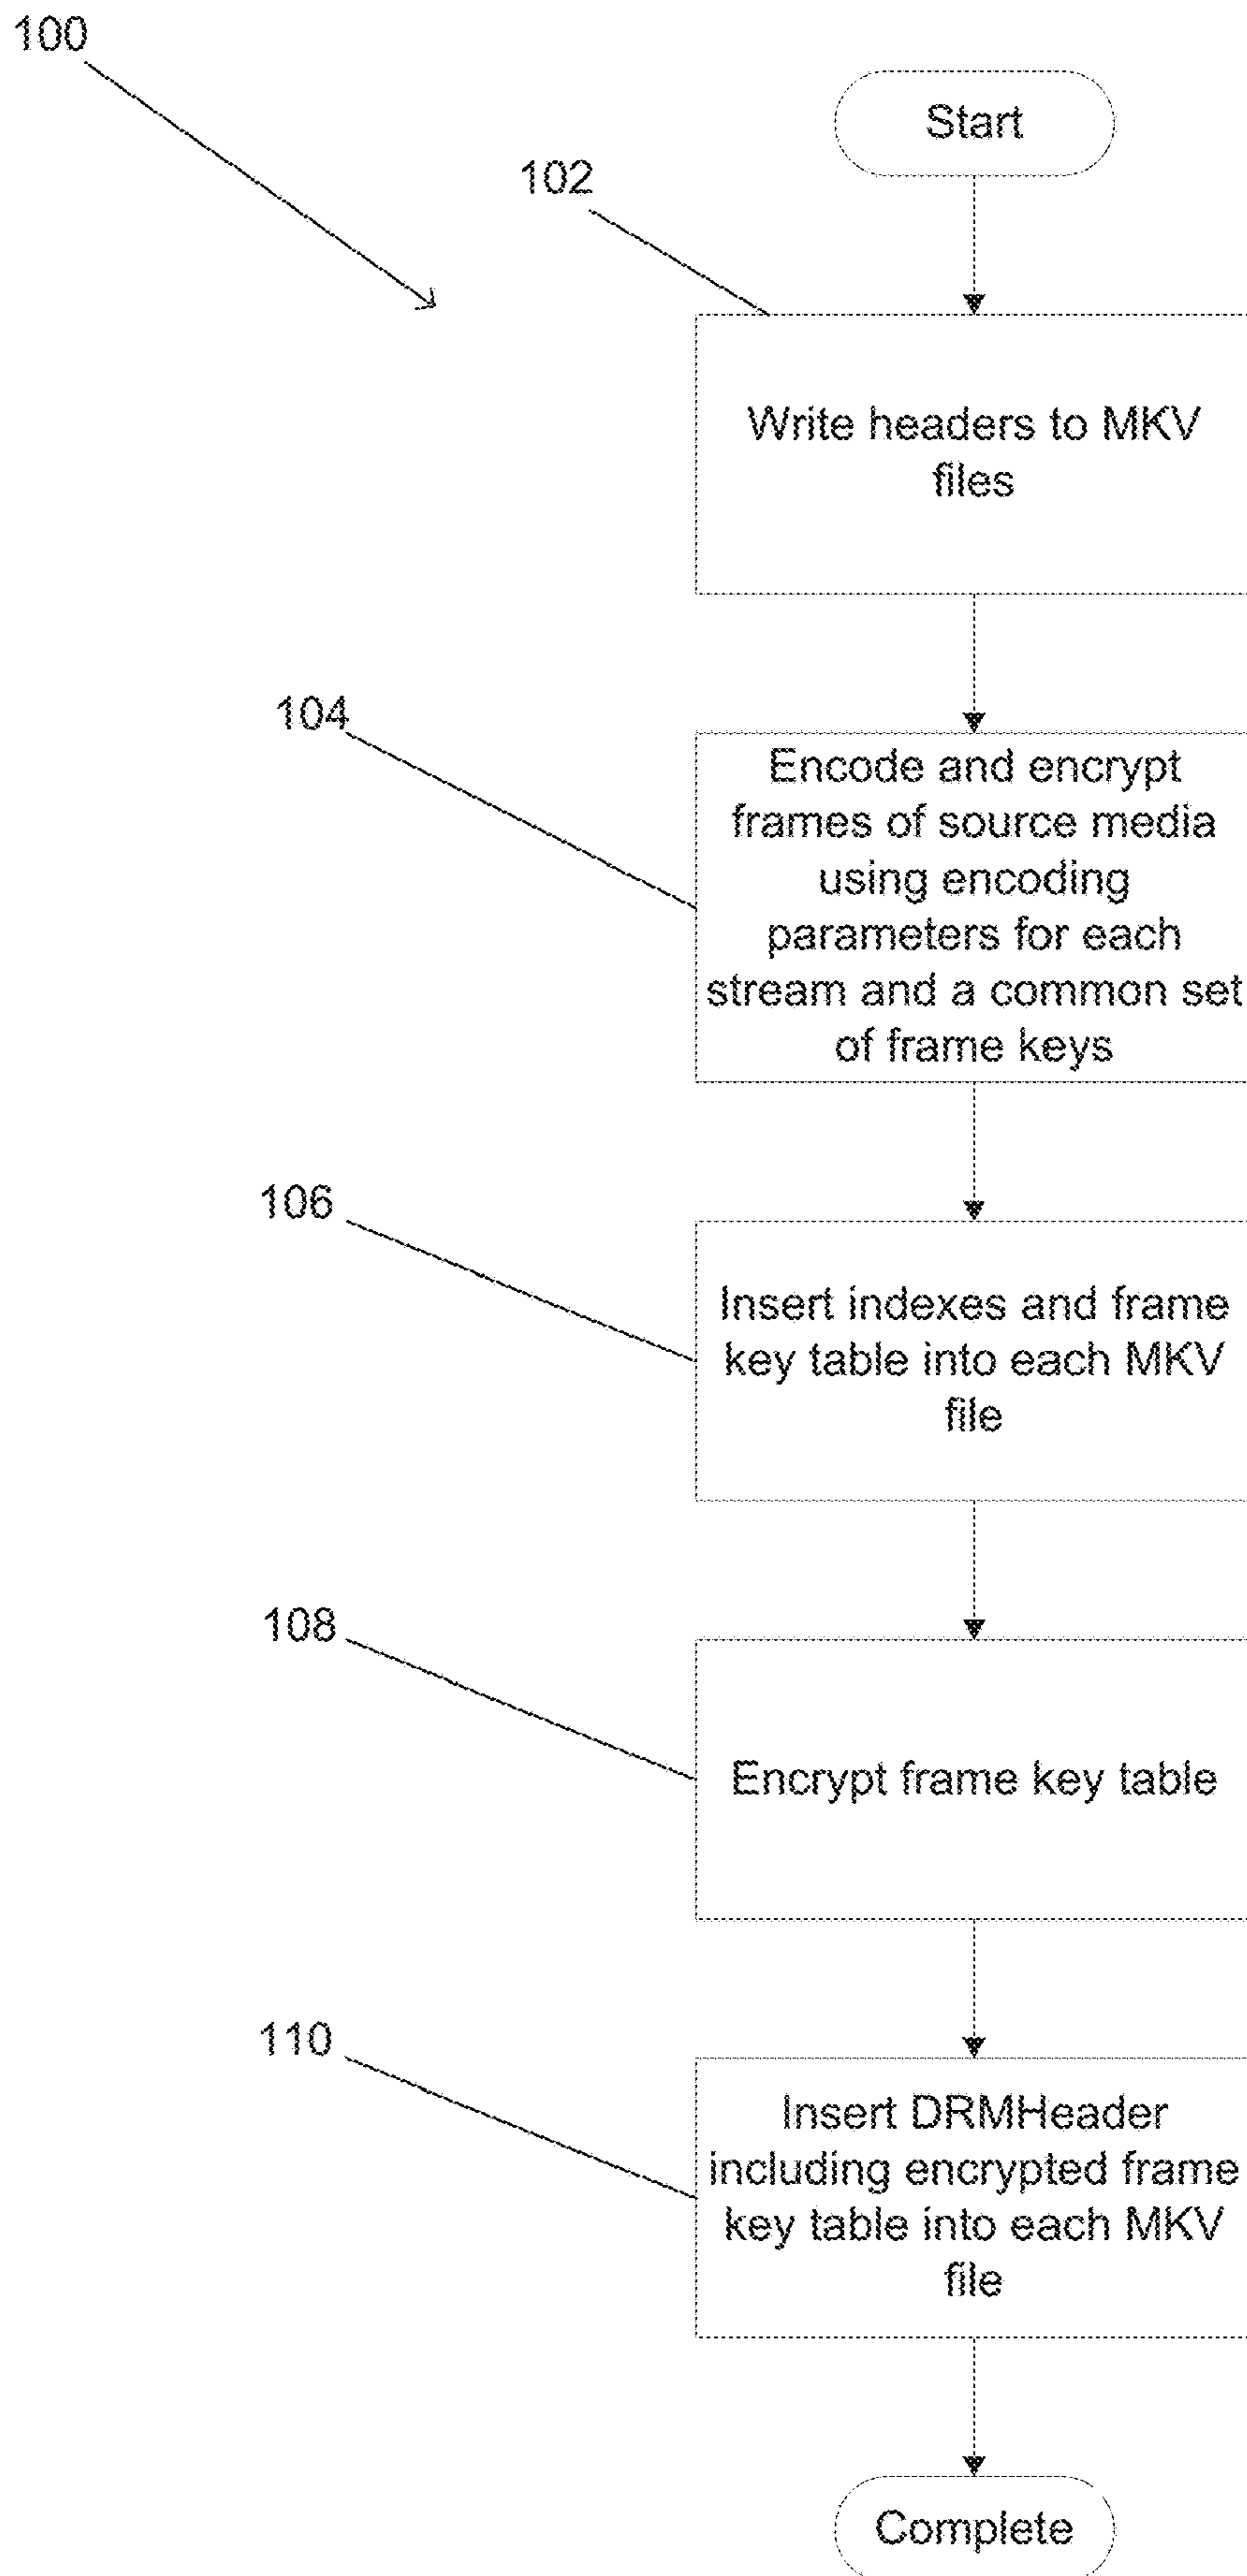 100
Start
102
Write headers to MKV
files
104
Encode and encrypt
frames of source media
using encoding
parameters for each
stream and a common set
of frame keys
106
Insert indexes and frame
key table into each MKV
file
108
Encrypt frame key table
110
Insert DRMHeader
including encrypted frame
key table into each MKV
file
Complete